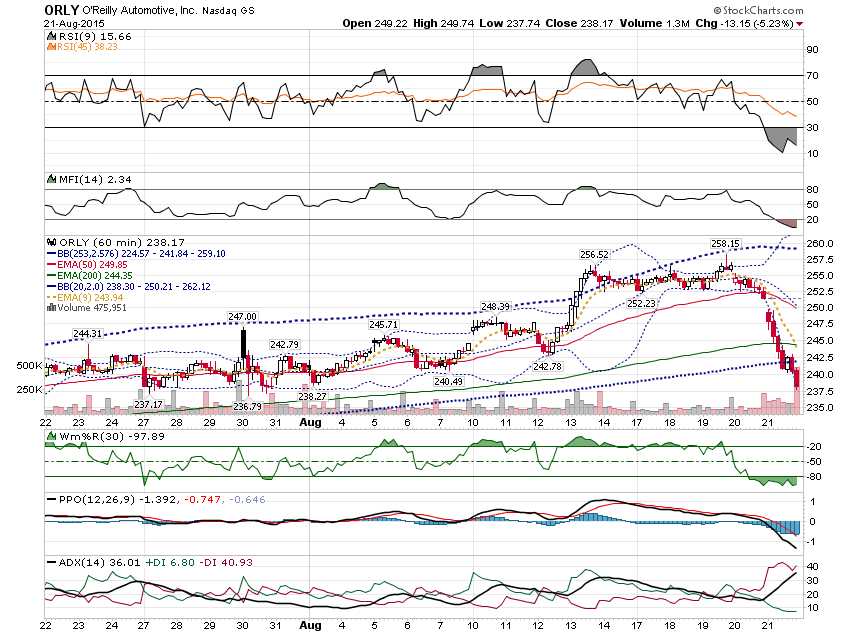 ORLY O'Reilly Automotive, Inc. Nasdaq GS © StockCharts.com
21-Aug-2015 Open 249.22 High 249.74 Low 237.74 Close 238.17 Volume 1.3M Chg -13.15 (-5.23%)
RSI(9) 15.66
RSI(45) 38.23
90
70
50
30
10
MFI(14) 2.34
80
50
20
ORLY (60 min) 238.17
BB(253,2.576) 224.57 - 241.84 - 259.10
EMA(50) 249.85
EMA(200) 244.35
BB(20,2.0) 238.30 - 250.21 - 262.12
EMA(9) 243.94
Volume 475,951
258.15
256.52
252.23
248.39
247.00
245.71
244.31
242.79
242.78
240.49
238.27
237.17
236.79
260.0
257.5
255.0
252.5
250.0
247.5
245.0
242.5
240.0
237.5
235.0
500K
250K
22 23 24 27 28 29 30 31 Aug 4 5 6 7 10 11 12 13 14 17 18 19 20 21
Wm%R(30) -97.89
-20
-50
-80
PPO(12,26,9) -1.392, -0.747, -0.646
1
0
-1
ADX(14) 36.01 +DI 6.80 -DI 40.93
40
30
20
10
22 23 24 27 28 29 30 31 Aug 4 5 6 7 10 11 12 13 14 17 18 19 20 21